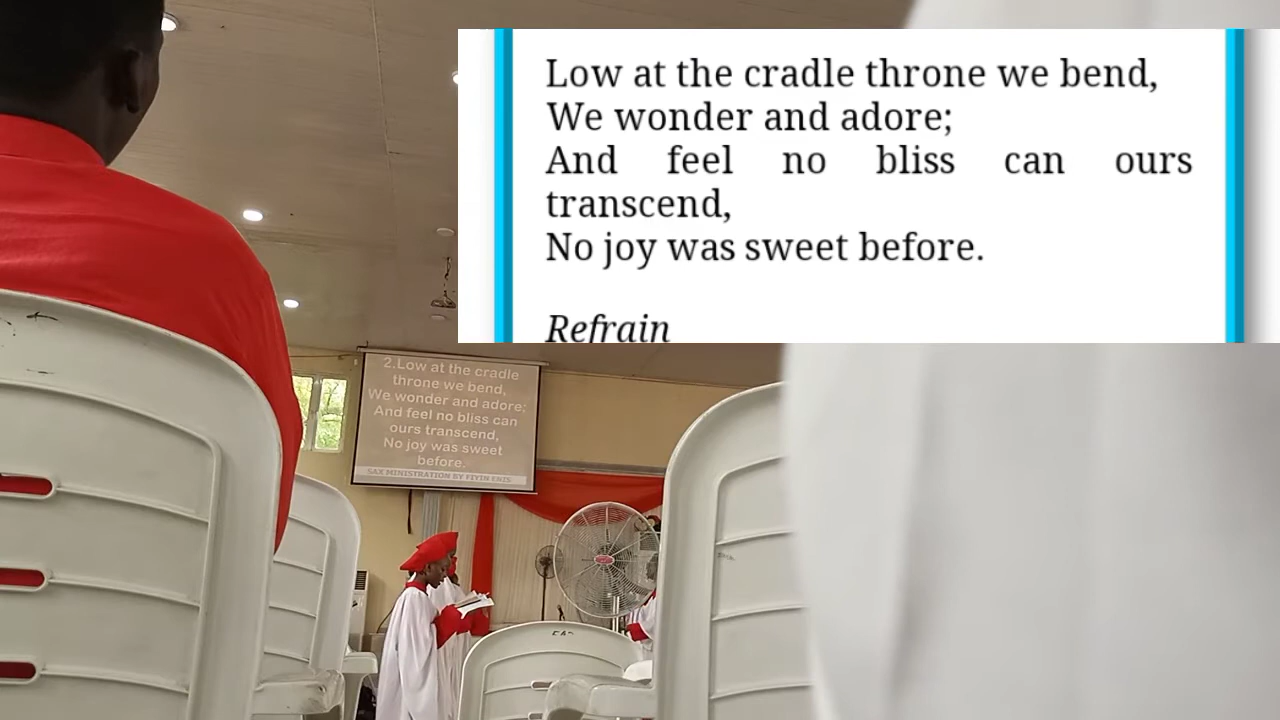 Low at the cradle throne we bend,
We wonder and adore;
And feel no bliss can ours
transcend,
No joy was sweet before.
Refrain
2.Low at the cradle
throne we bend,
We wonder and adore;
And feel no bliss can
ours transcend,
No joy was sweet
before.
SAX MINISTRATION BY FIYIN ERIS